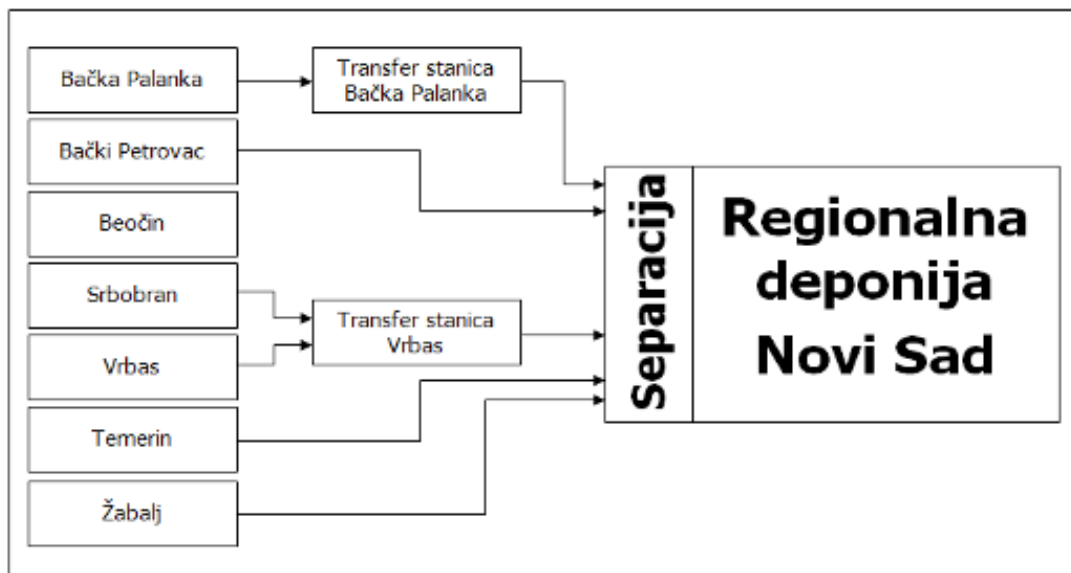 Bačka Palanka
Transfer stanica
Bačka Palanka
Bački Petrovac
Beočin
Srbobran
Transfer stanica
Vrbas
Vrbas
Temerin
Žabalj
Separacija
Regionalna
deponija
Novi Sad